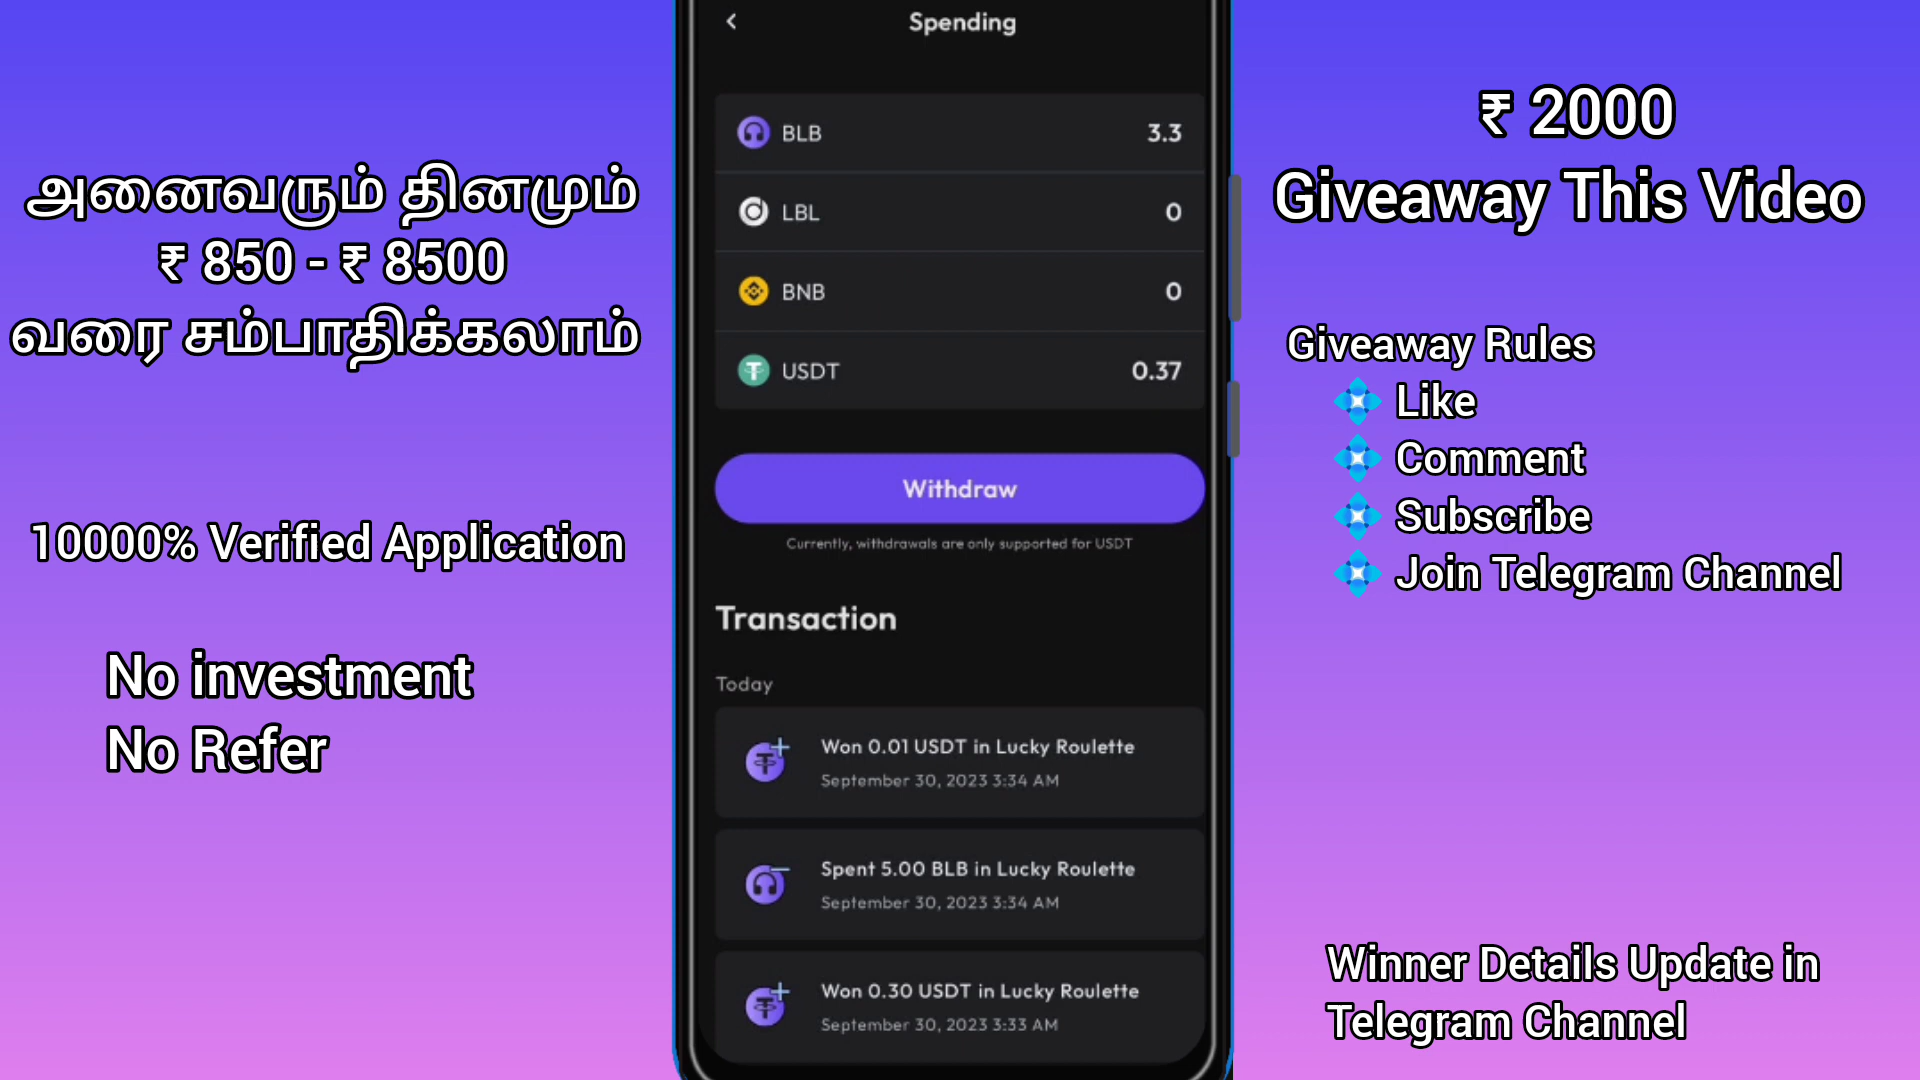 அனைவரும் தினமும்
₹ 850 - ₹ 8500
வரை சம்பாதிக்கலாம்
10000% Verified Application
No investment
No Refer
Spending
BLB 3.3
LBL 0
BNB 0
USDT 0.37
Withdraw
Currently, withdrawals are only supported for USDT
Transaction
Today
Won 0.01 USDT in Lucky Roulette
September 30, 2023 3:34 AM
Spent 5.00 BLB in Lucky Roulette
September 30, 2023 3:34 AM
Won 0.30 USDT in Lucky Roulette
September 30, 2023 3:33 AM
₹ 2000
Giveaway This Video
Giveaway Rules
Like
Comment
Subscribe
Join Telegram Channel
Winner Details Update in
Telegram Channel